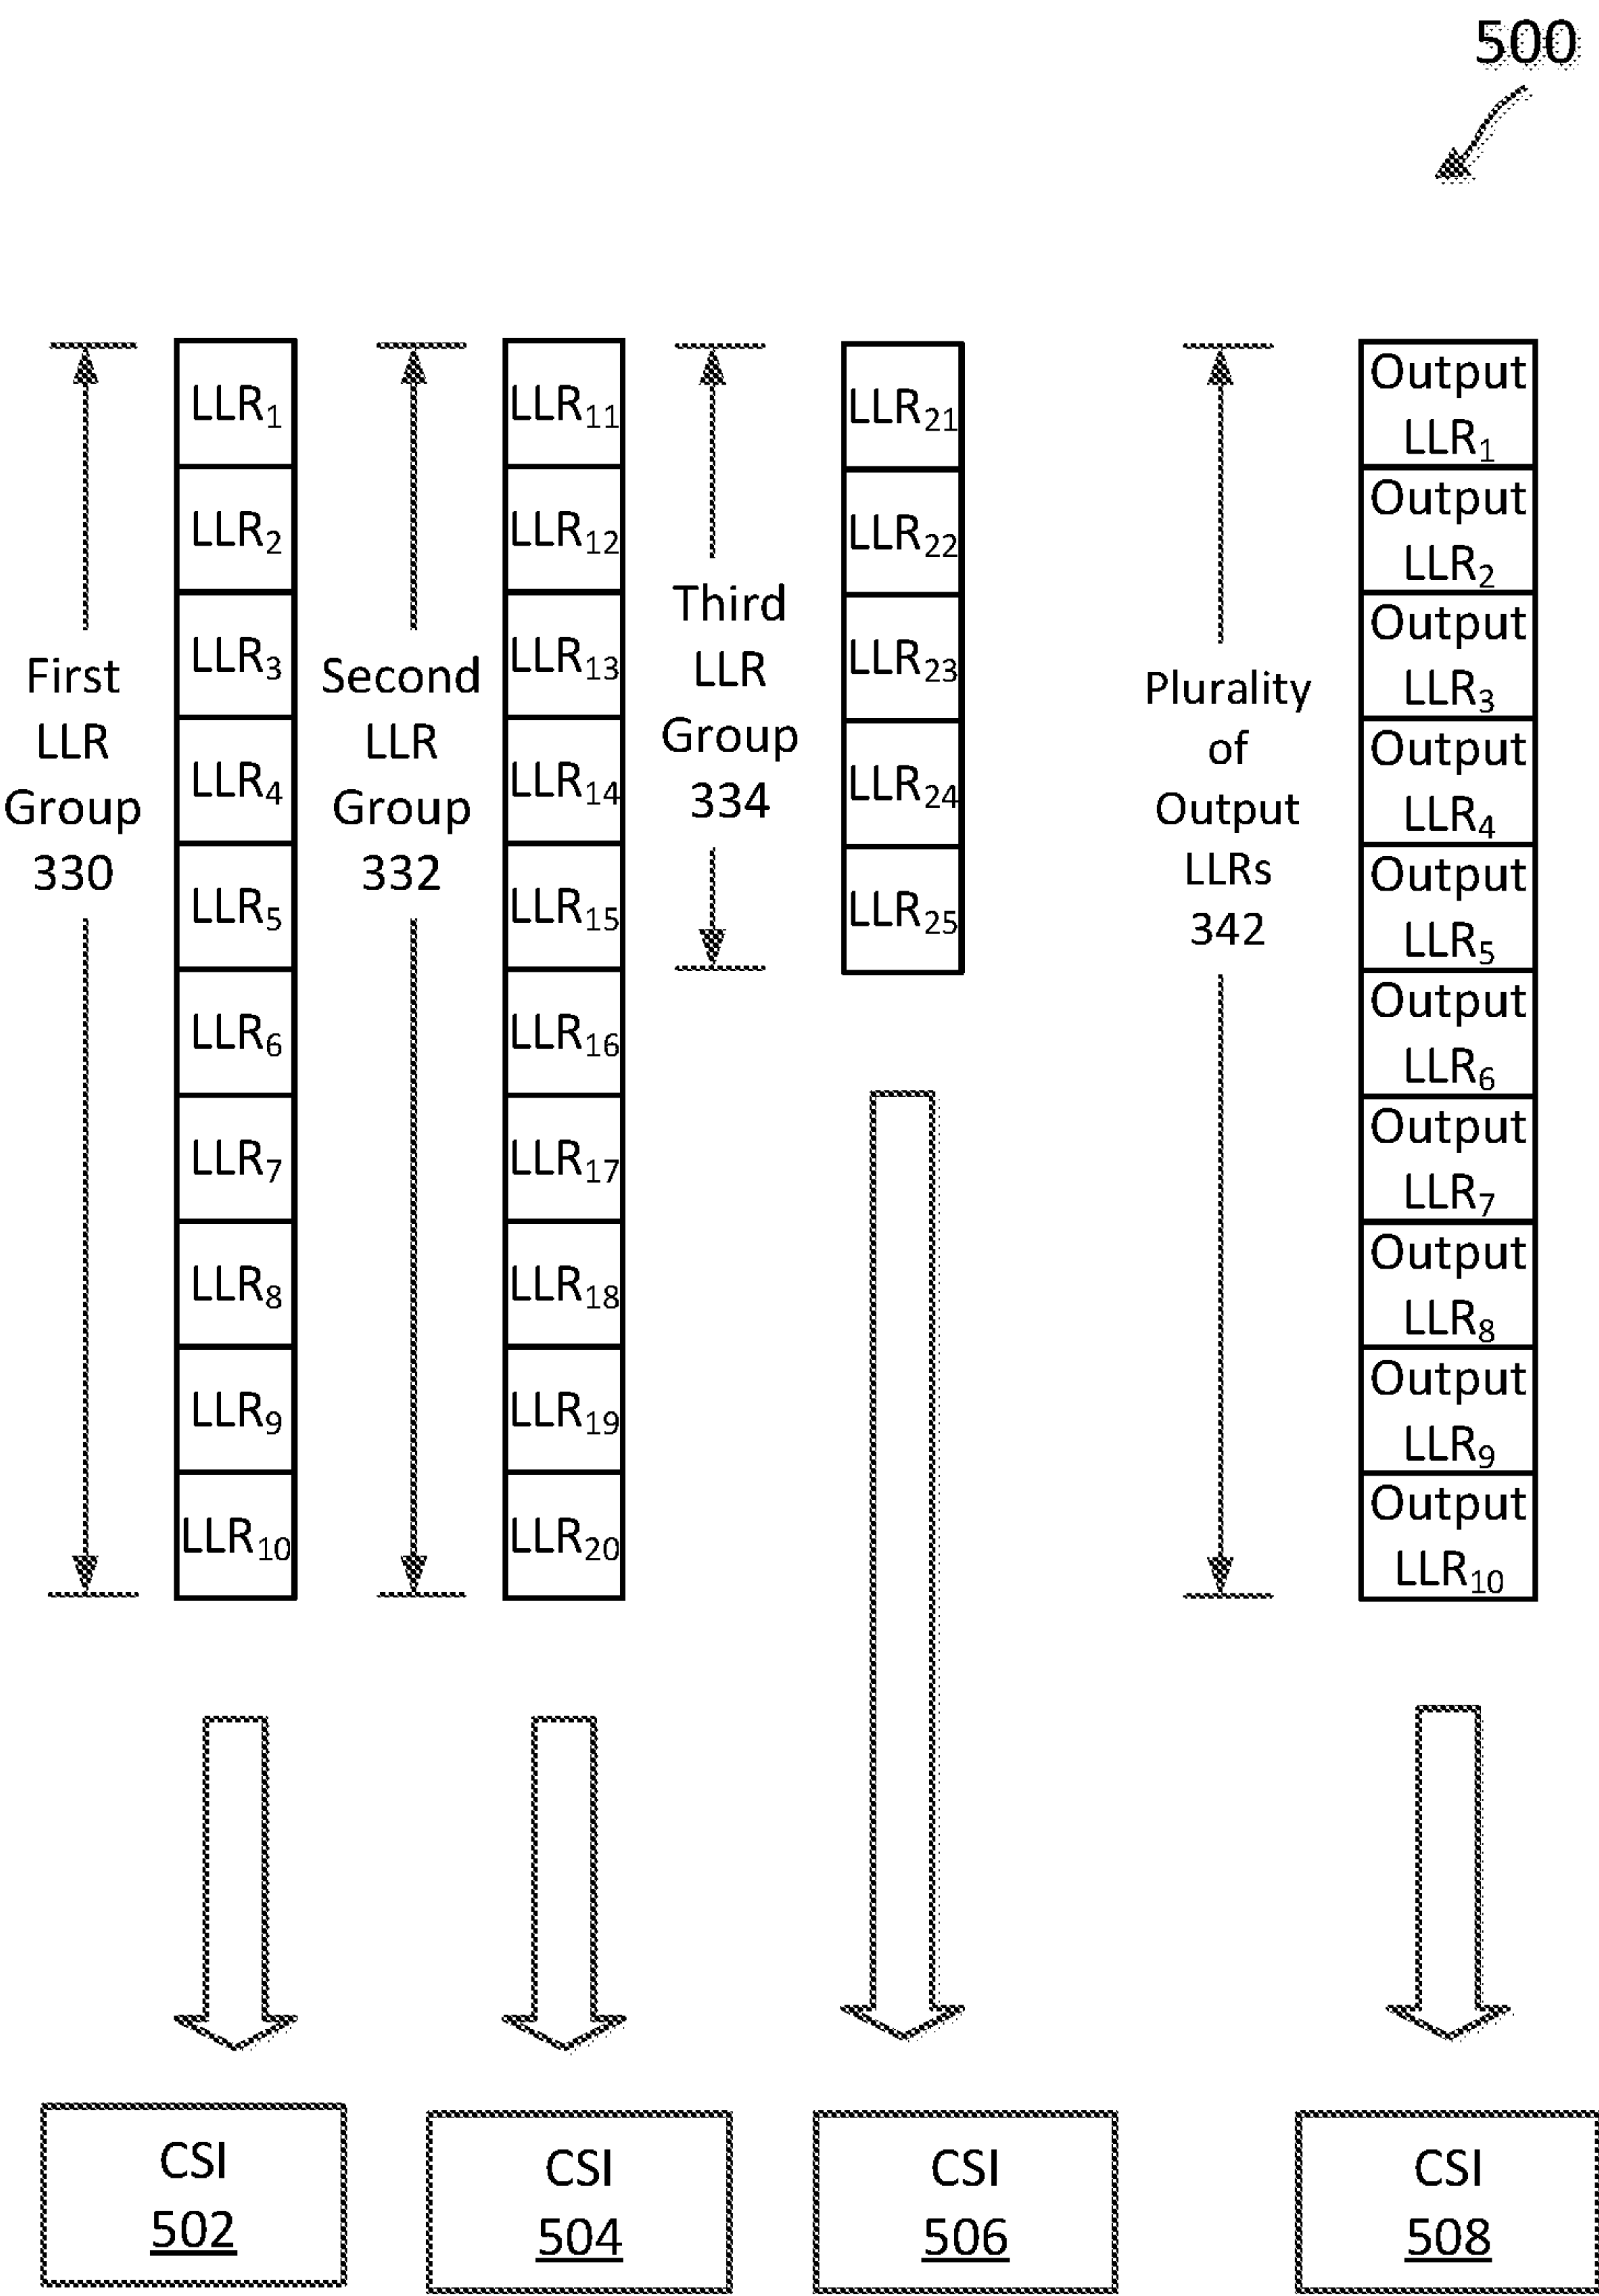 500
First
LLR
Group
330
LLR1
LLR2
LLR3
LLR4
LLR5
LLR6
LLR7
LLR8
LLR9
LLR10
Second
LLR
Group
332
LLR11
LLR12
LLR13
LLR14
LLR15
LLR16
LLR17
LLR18
LLR19
LLR20
Third
LLR
Group
334
LLR21
LLR22
LLR23
LLR24
LLR25
Plurality
of
Output
LLRs
342
Output
LLR1
Output
LLR2
Output
LLR3
Output
LLR4
Output
LLR5
Output
LLR6
Output
LLR7
Output
LLR8
Output
LLR9
Output
LLR10
CSI
502
CSI
504
CSI
506
CSI
508